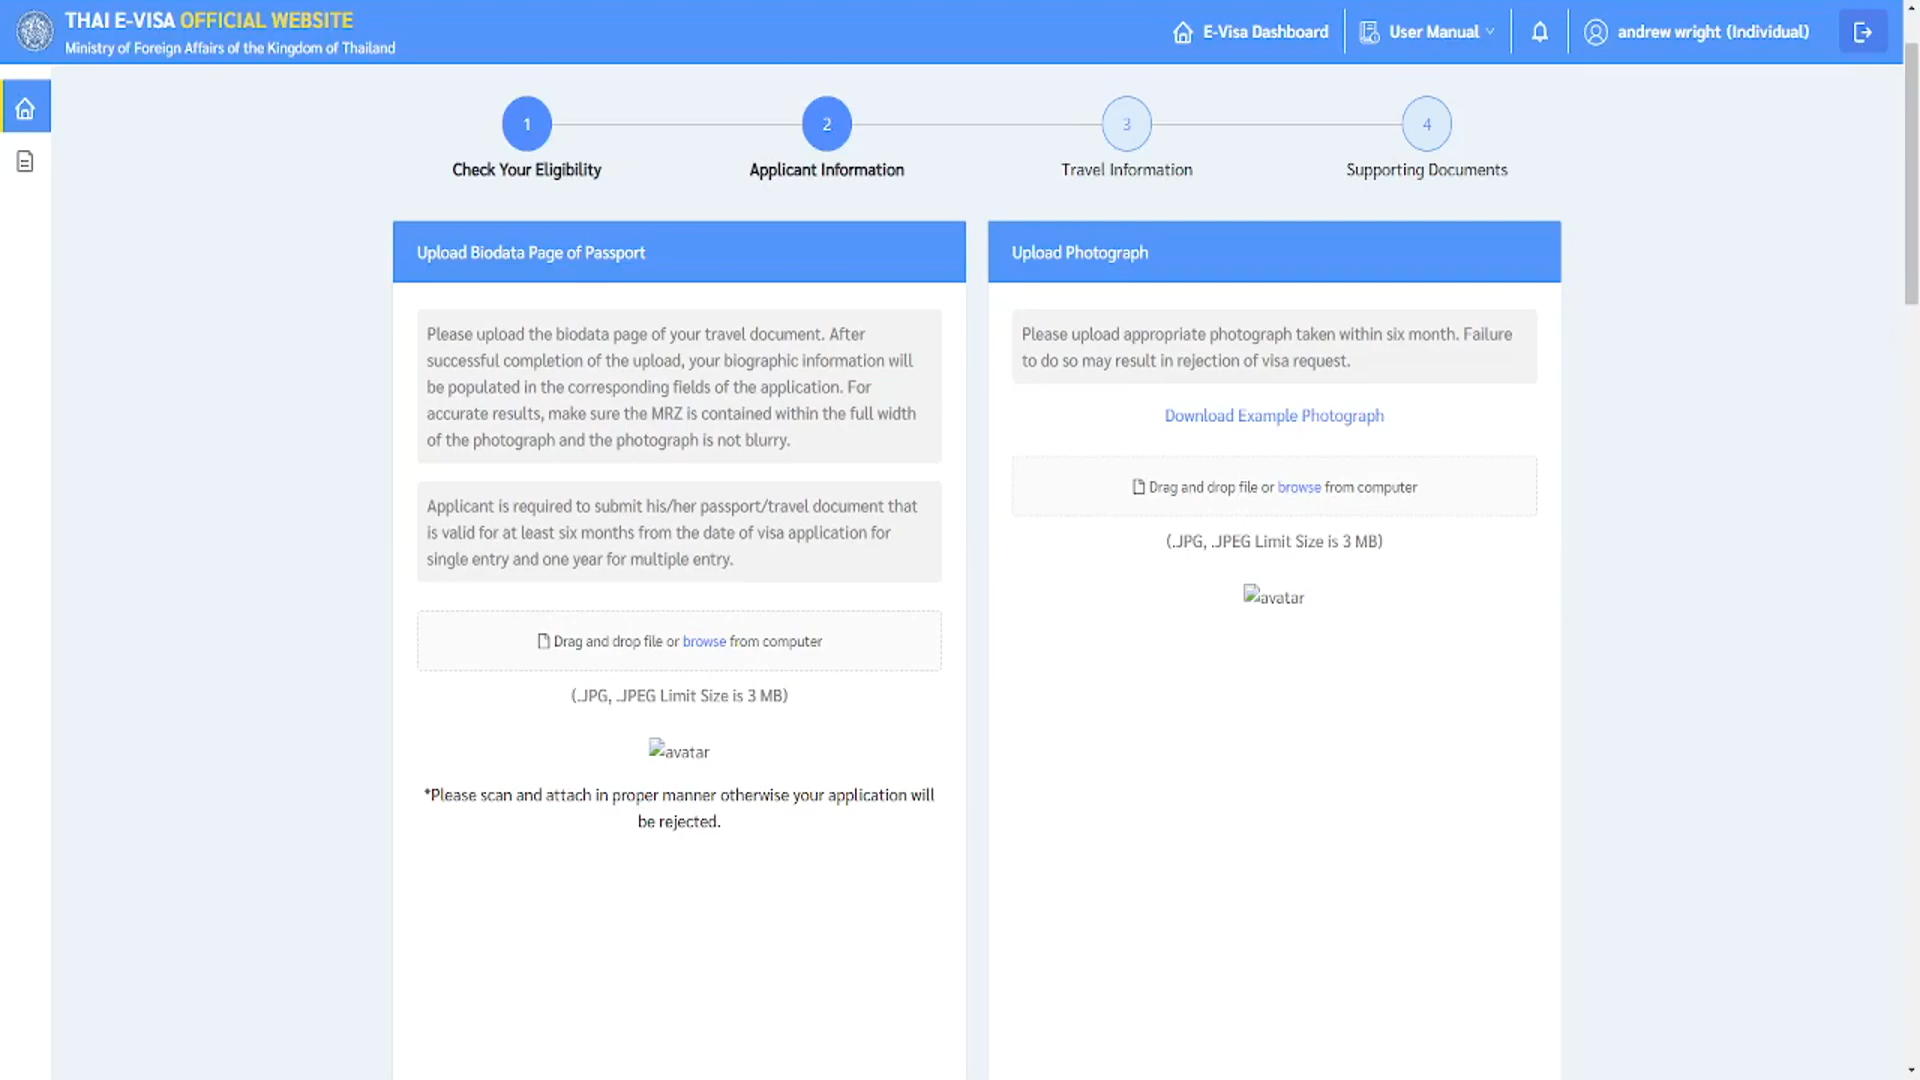 THAI E-VISA OFFICIAL WEBSITE
Ministry of Foreign Affairs of the Kingdom of Thailand
E-Visa Dashboard
User Manual
andrew wright (Individual)
1
2
3
4
Check Your Eligibility
Applicant Information
Travel Information
Supporting Documents
Upload Biodata Page of Passport
Please upload the biodata page of your travel document. After
successful completion of the upload, your biographic information will
be populated in the corresponding fields of the application. For
accurate results, make sure the MRZ is contained within the full width
of the photograph and the photograph is not blurry.
Applicant is required to submit his/her passport/travel document that
is valid for at least six months from the date of visa application for
single entry and one year for multiple entry.
Drag and drop file or browse from computer
(.JPG, .JPEG Limit Size is 3 MB)
avatar
*Please scan and attach in proper manner otherwise your application will
be rejected.
Upload Photograph
Please upload appropriate photograph taken within six month. Failure
to do so may result in rejection of visa request.
Download Example Photograph
Drag and drop file or browse from computer
(.JPG, .JPEG Limit Size is 3 MB)
avatar